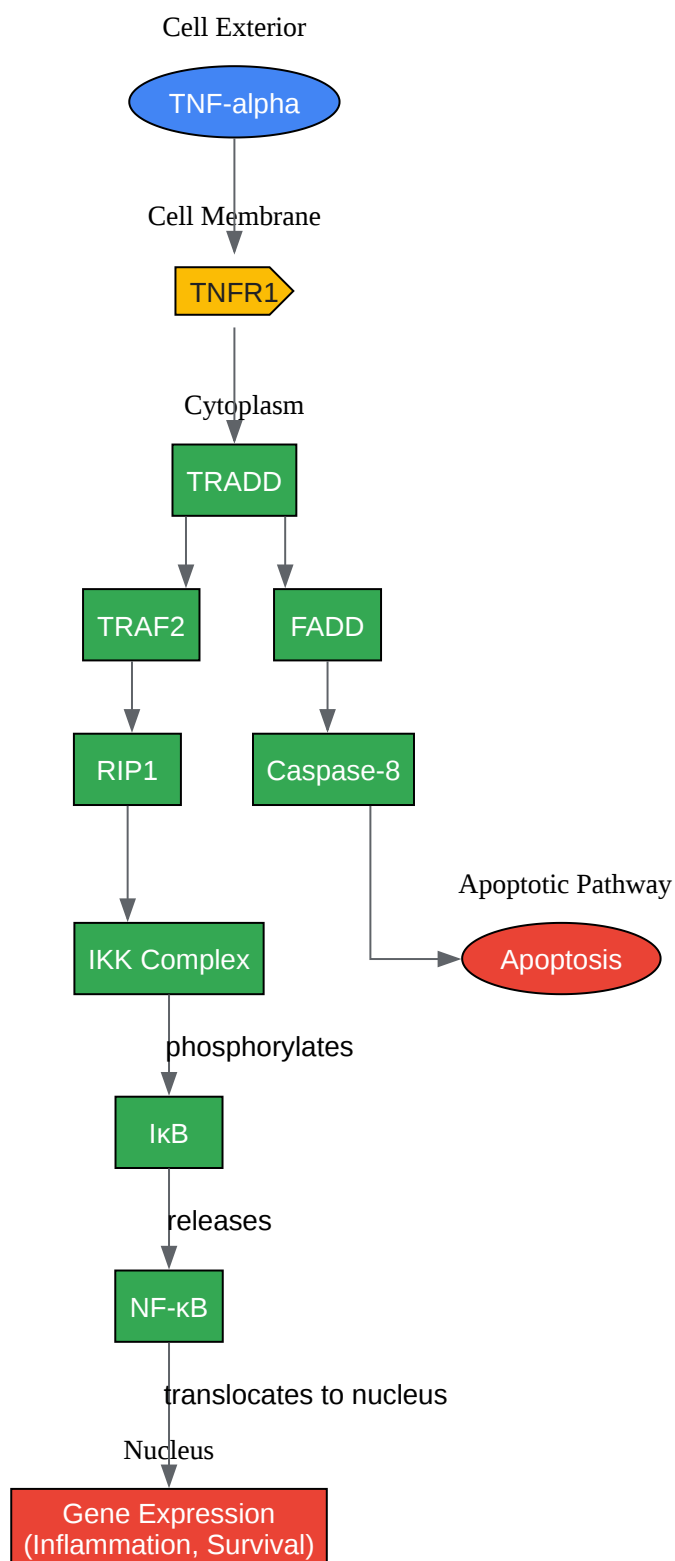 Cell Exterior
TNF-alpha
Cell Membrane
TNFR1
Cytoplasm
TRADD
TRAF2
FADD
RIP1
Caspase-8
Apoptotic Pathway
IKK Complex
Apoptosis
phosphorylates
IκB
releases
NF-κB
translocates to nucleus
Nucleus
Gene Expression
(Inflammation, Survival)